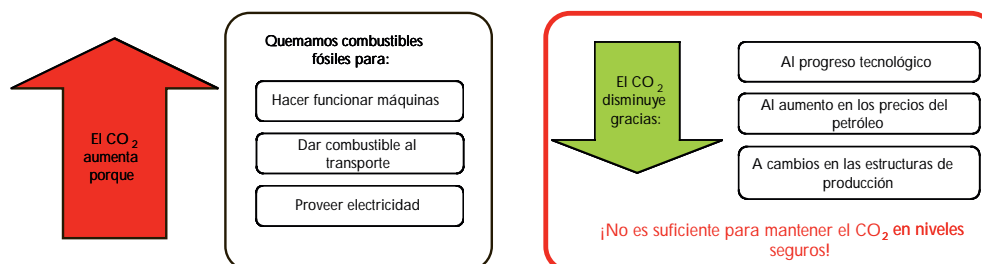 El CO2
aumenta
porque
Quemamos combustibles
fósiles para:
Hacer funcionar máquinas
Dar combustible al
transporte
Proveer electricidad
El CO2
disminuye
gracias:
Al progreso tecnológico
Al aumento en los precios del
petróleo
A cambios en las estructuras de
producción
¡No es suficiente para mantener el CO2 en niveles
seguros!